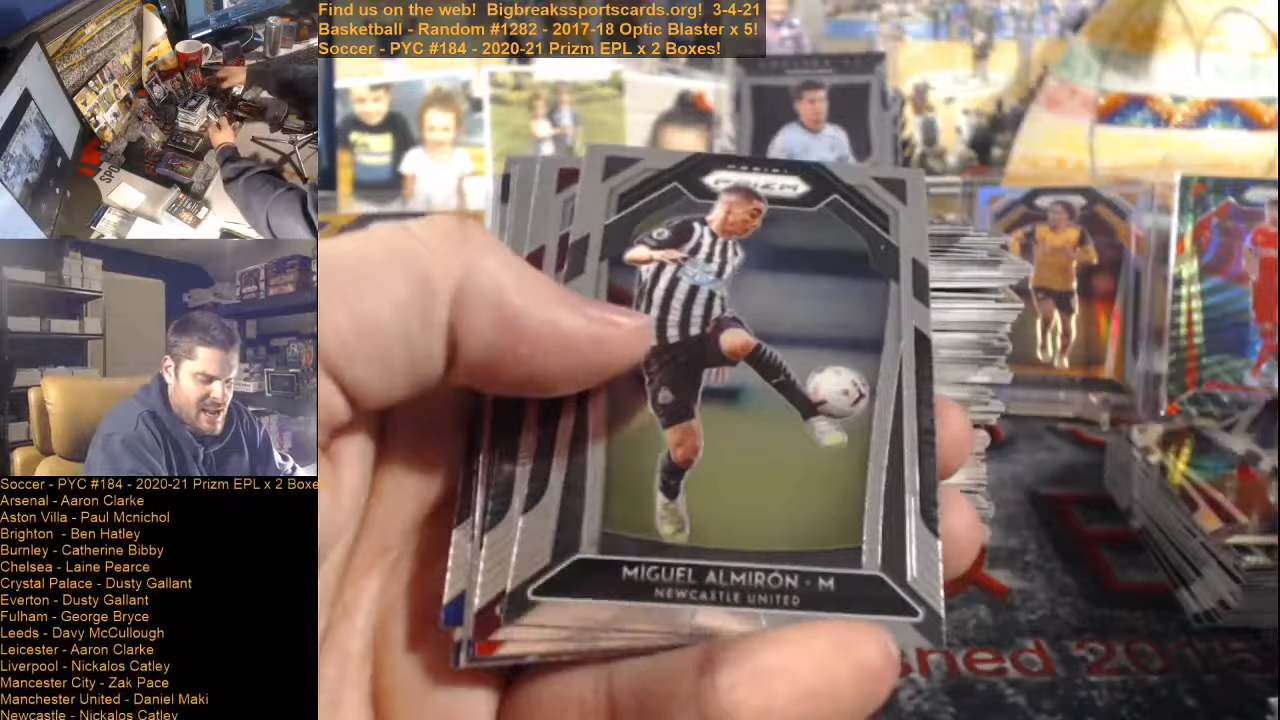 Find us on the web!  Bigbreakssportscards.org!  3-4-21
Basketball - Random #1282 - 2017-18 Optic Blaster x 5!
Soccer - PYC #184 - 2020-21 Prizm EPL x 2 Boxes!
PANINI
PRIZM
MIGUEL ALMIRÓN · M
NEWCASTLE UNITED
2015
Soccer - PYC #184 - 2020-21 Prizm EPL x 2 Boxe
Arsenal - Aaron Clarke
Aston Villa - Paul Mcnichol
Brighton  - Ben Hatley
Burnley - Catherine Bibby
Chelsea - Laine Pearce
Crystal Palace - Dusty Gallant
Everton - Dusty Gallant
Fulham - George Bryce
Leeds - Davy McCullough
Leicester - Aaron Clarke
Liverpool - Nickalos Catley
Mancester City - Zak Pace
Manchester United - Daniel Maki
Newcastle - Nickalos Catley